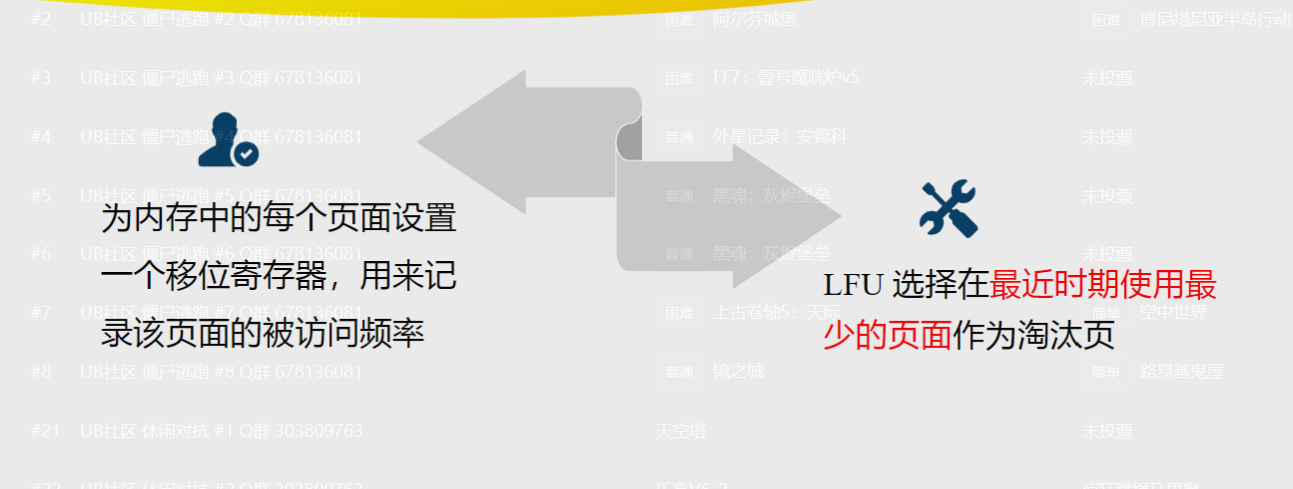 #2 UB社区 僵尸逃跑 #2 Q群 678136081 困难 阿尔芬城堡 困难 博尼塔尼亚半岛行动
#3 UB社区 僵尸逃跑 #3 Q群 678136081 困难 FF7：壹号魔晄炉v5 未投票
#4 UB社区 僵尸逃跑 #4 Q群 678136081 普通 外星记录：安德科 未投票
#5 UB社区 僵尸逃跑 #5 Q群 678136081 普通 黑魂：灰烬堡垒 未投票
为内存中的每个页面设置
#6 UB社区 僵尸逃跑 #6 Q群 678136081 普通 黑魂：灰烬堡垒 未投票
一个移位寄存器，用来记
录该页面的被访问频率
LFU 选择在最近时期使用最
少的页面作为淘汰页
#7 UB社区 僵尸逃跑 #7 Q群 678136081 困难 上古卷轴5：天际 简单 空中世界
#8 UB社区 僵尸逃跑 #8 Q群 678136081 普通 镜之城 简单 路易基鬼屋
#21 UB社区 休闲对抗 #1 Q群 303809763 天空塔 未投票